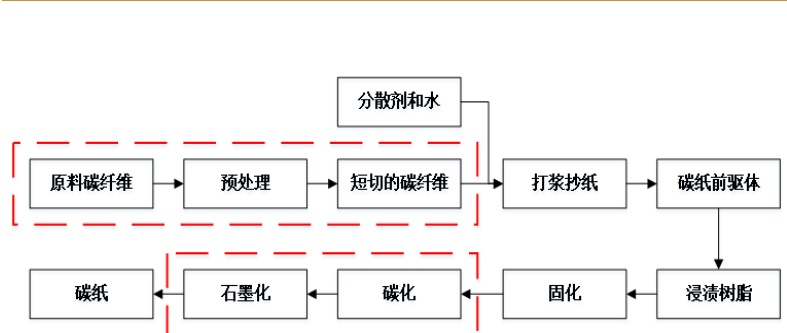 分散剂和水
原料碳纤维
预处理
短切的碳纤维
打浆抄纸
碳纸前驱体
碳纸
石墨化
碳化
固化
浸渍树脂